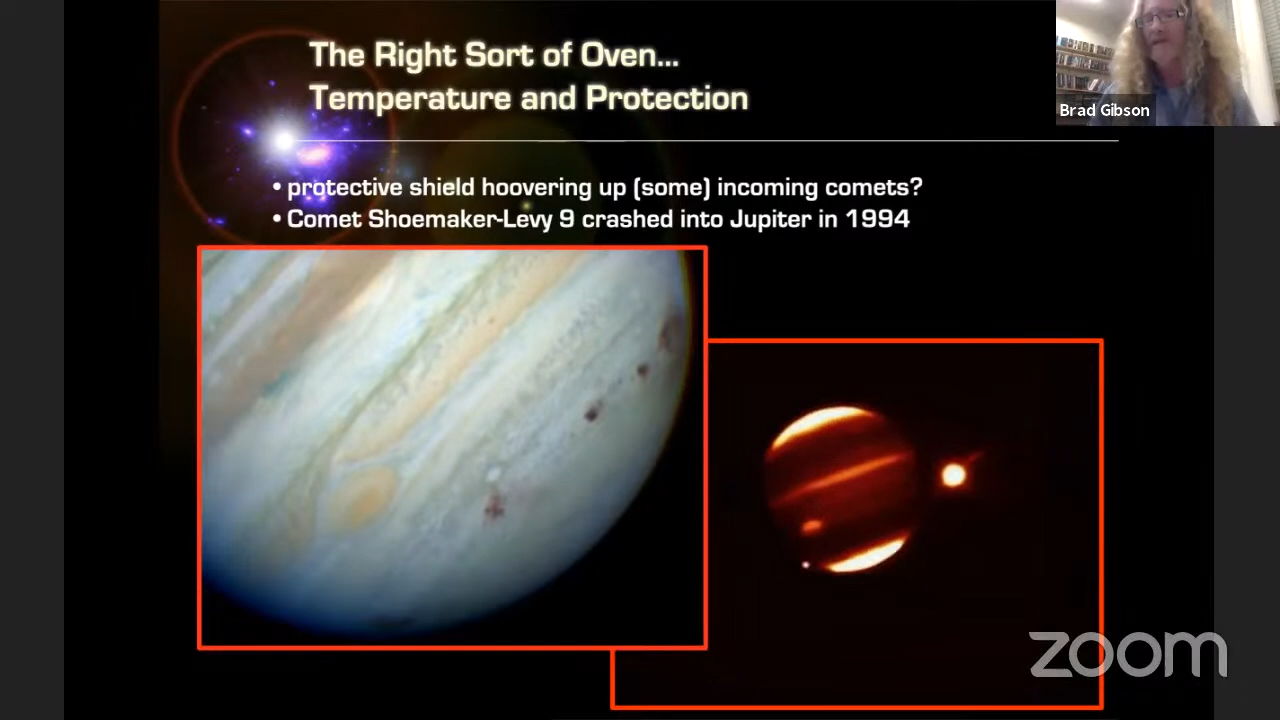 The Right Sort of Oven...
Temperature and Protection
Brad Gibson
• protective shield hoovering up (some) incoming comets?
• Comet Shoemaker-Levy 9 crashed into Jupiter in 1994
zoom